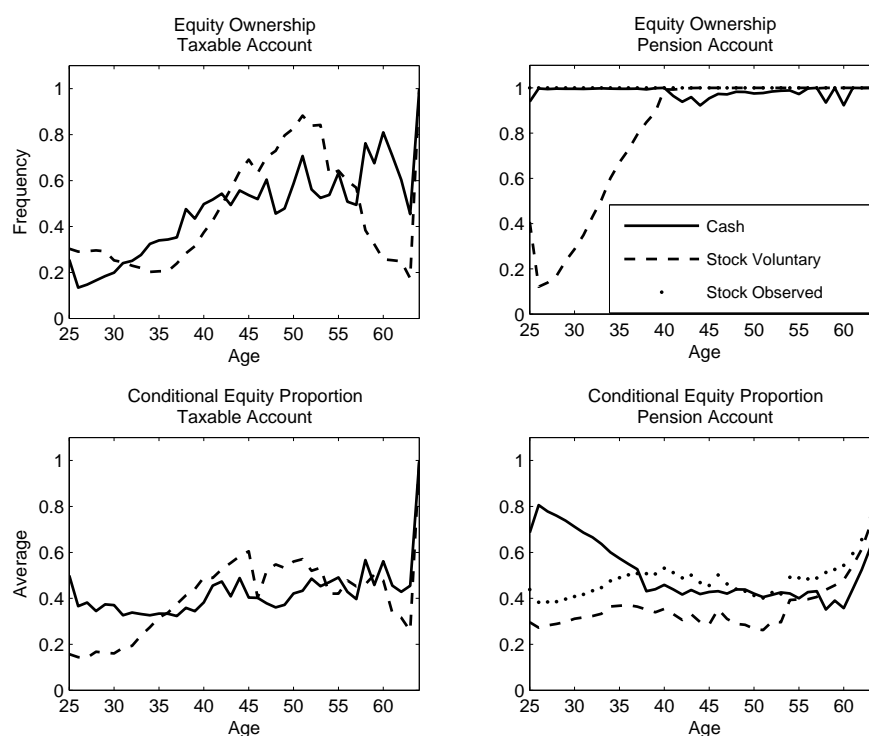 Equity Ownership
Taxable Account
Frequency
1
0.8
0.6
0.4
0.2
0
25 30 35 40 45 50 55 60
Age
Equity Ownership
Pension Account
1
0.8
0.6
0.4
0.2
0
25 30 35 40 45 50 55 60
Age
Cash
Stock Voluntary
Stock Observed
Conditional Equity Proportion
Taxable Account
Average
1
0.8
0.6
0.4
0.2
0
25 30 35 40 45 50 55 60
Age
Conditional Equity Proportion
Pension Account
1
0.8
0.6
0.4
0.2
0
25 30 35 40 45 50 55 60
Age